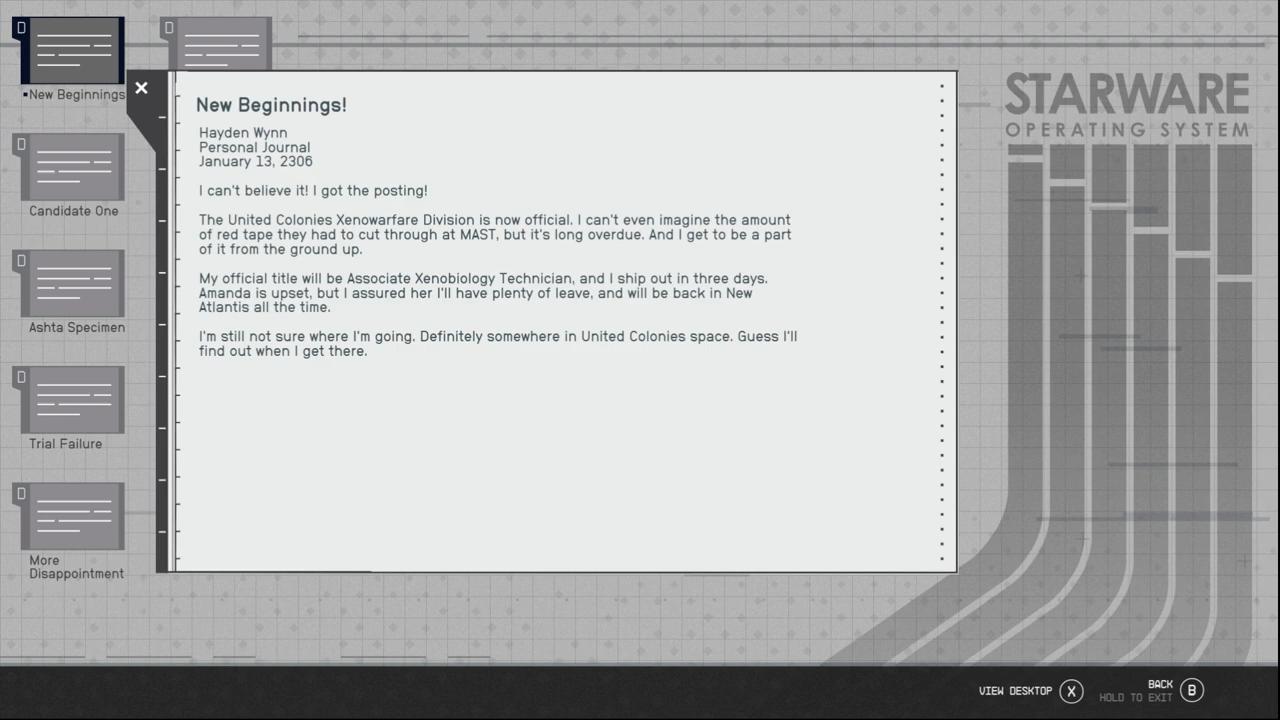 New Beginnings
Candidate One
Ashta Specimen
Trial Failure
More
Disappointment
New Beginnings!
Hayden Wynn
Personal Journal
January 13, 2306
I can't believe it! I got the posting!
The United Colonies Xenowarfare Division is now official. I can't even imagine the amount
of red tape they had to cut through at MAST, but it's long overdue. And I get to be a part
of it from the ground up.
My official title will be Associate Xenobiology Technician, and I ship out in three days.
Amanda is upset, but I assured her I'll have plenty of leave, and will be back in New
Atlantis all the time.
I'm still not sure where I'm going. Definitely somewhere in United Colonies space. Guess I'll
find out when I get there.
STARWARE
OPERATING SYSTEM
VIEW DESKTOP X
BACK B
HOLD TO EXIT